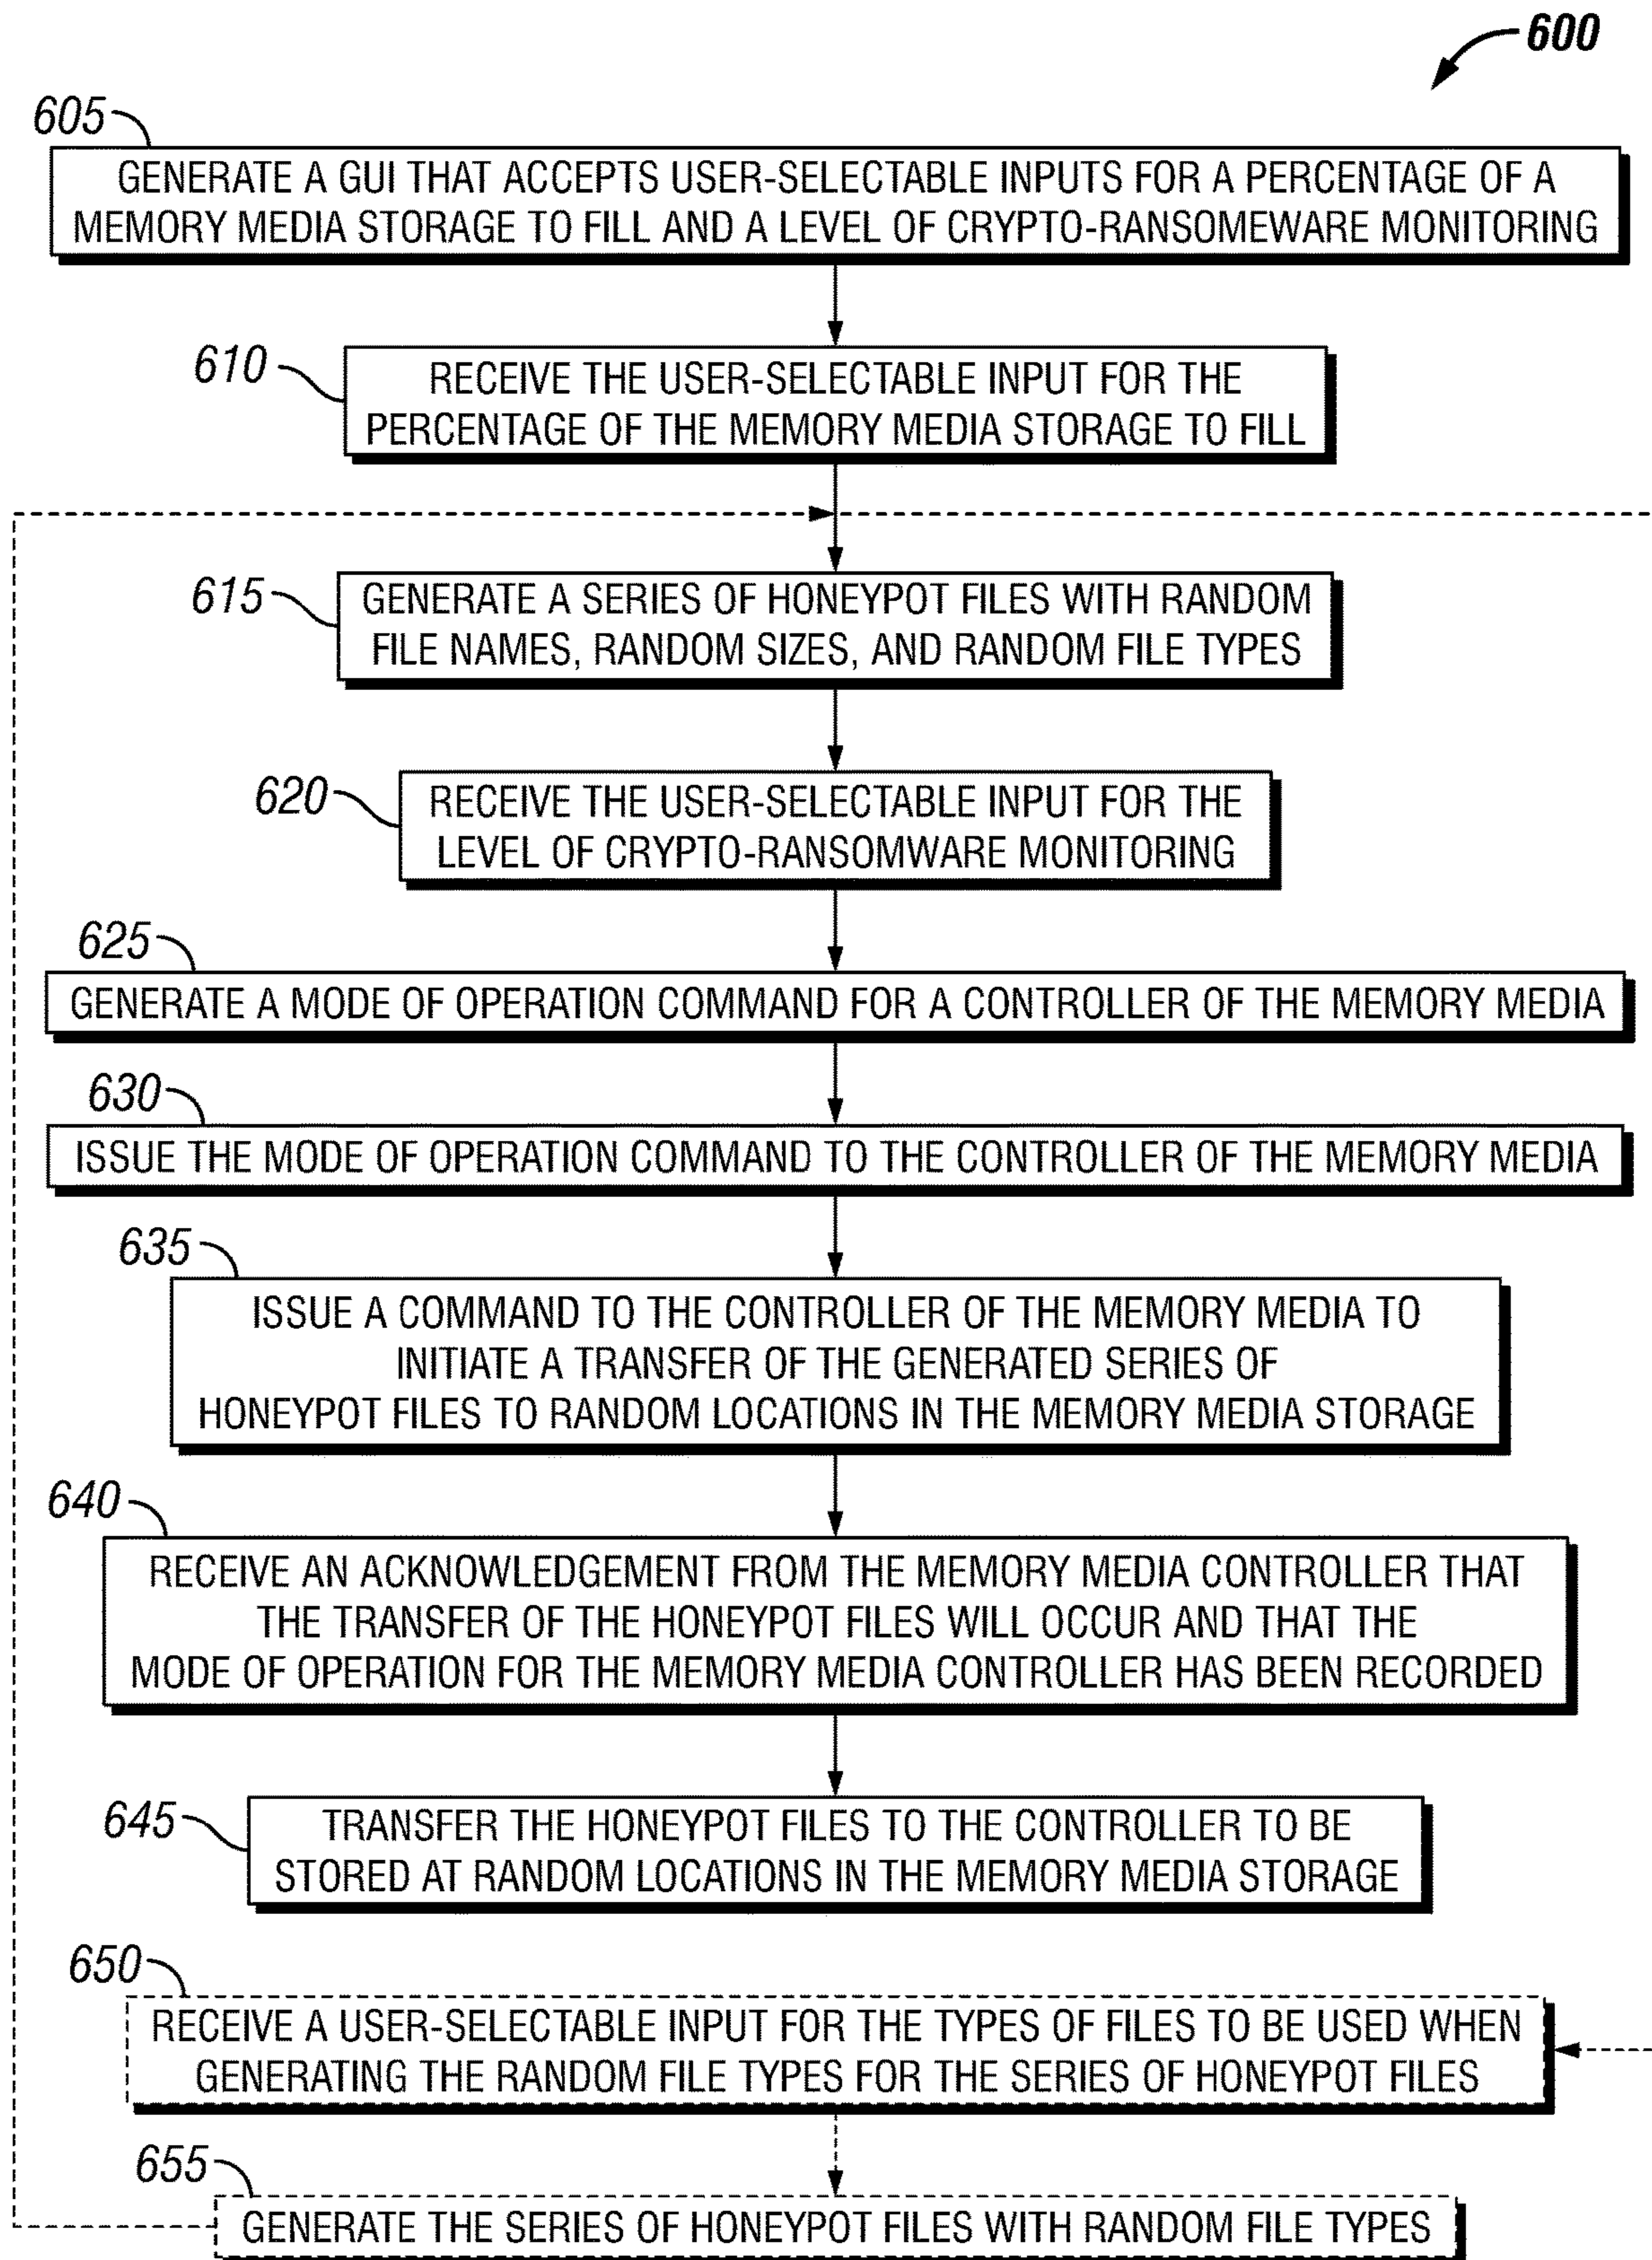 600
605
GENERATE A GUI THAT ACCEPTS USER-SELECTABLE INPUTS FOR A PERCENTAGE OF A
MEMORY MEDIA STORAGE TO FILL AND A LEVEL OF CRYPTO-RANSOMEWARE MONITORING
610
RECEIVE THE USER-SELECTABLE INPUT FOR THE
PERCENTAGE OF THE MEMORY MEDIA STORAGE TO FILL
615
GENERATE A SERIES OF HONEYPOT FILES WITH RANDOM
FILE NAMES, RANDOM SIZES, AND RANDOM FILE TYPES
620
RECEIVE THE USER-SELECTABLE INPUT FOR THE
LEVEL OF CRYPTO-RANSOMWARE MONITORING
625
GENERATE A MODE OF OPERATION COMMAND FOR A CONTROLLER OF THE MEMORY MEDIA
630
ISSUE THE MODE OF OPERATION COMMAND TO THE CONTROLLER OF THE MEMORY MEDIA
635
ISSUE A COMMAND TO THE CONTROLLER OF THE MEMORY MEDIA TO
INITIATE A TRANSFER OF THE GENERATED SERIES OF
HONEYPOT FILES TO RANDOM LOCATIONS IN THE MEMORY MEDIA STORAGE
640
RECEIVE AN ACKNOWLEDGEMENT FROM THE MEMORY MEDIA CONTROLLER THAT
THE TRANSFER OF THE HONEYPOT FILES WILL OCCUR AND THAT THE
MODE OF OPERATION FOR THE MEMORY MEDIA CONTROLLER HAS BEEN RECORDED
645
TRANSFER THE HONEYPOT FILES TO THE CONTROLLER TO BE
STORED AT RANDOM LOCATIONS IN THE MEMORY MEDIA STORAGE
650
RECEIVE A USER-SELECTABLE INPUT FOR THE TYPES OF FILES TO BE USED WHEN
GENERATING THE RANDOM FILE TYPES FOR THE SERIES OF HONEYPOT FILES
655
GENERATE THE SERIES OF HONEYPOT FILES WITH RANDOM FILE TYPES